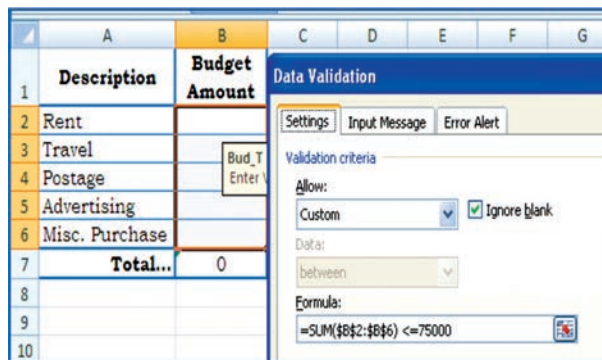 A B C D E F G
1 Description Budget Amount
2 Rent
3 Travel
4 Postage
5 Advertising
6 Misc. Purchase
7 Total... 0
8
9
10
Bud_T
Enter
Data Validation
Settings Input Message Error Alert
Validation criteria
Allow:
Custom Ignore blank
Data:
between
Formula:
=SUM($B$2:$B$6) <=75000